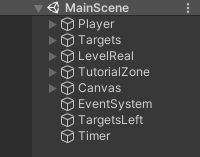 MainScene
Player
Targets
LevelReal
TutorialZone
Canvas
EventSystem
TargetsLeft
Timer